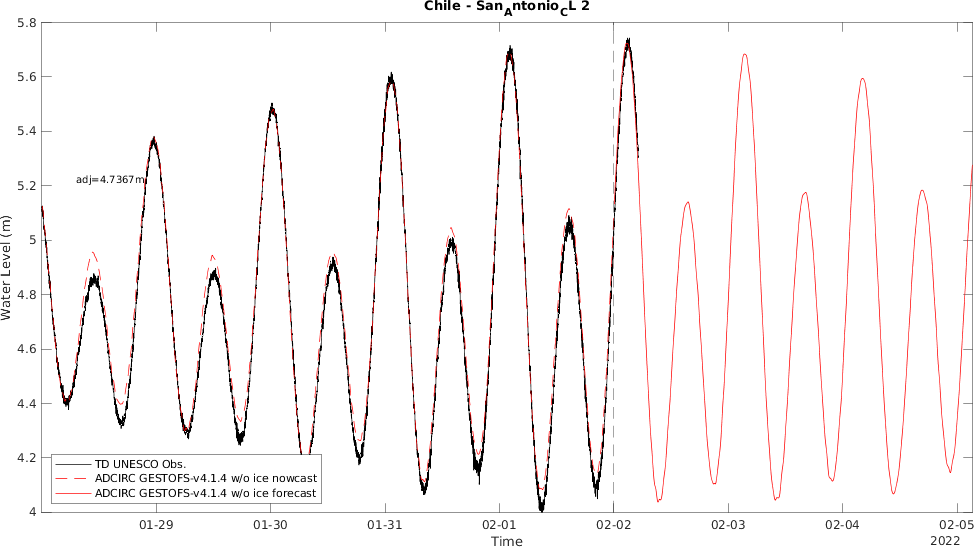 Chile - SanAntonioCL 2
5.8
5.6
5.4
5.2
5
4.8
4.6
4.4
4.2
4
Water Level (m)
adj=4.7367m
TD UNESCO Obs.
ADCIRC GESTOFS-v4.1.4 w/o ice nowcast
ADCIRC GESTOFS-v4.1.4 w/o ice forecast
01-29 01-30 01-31 02-01 02-02 02-03 02-04 02-05
Time
2022